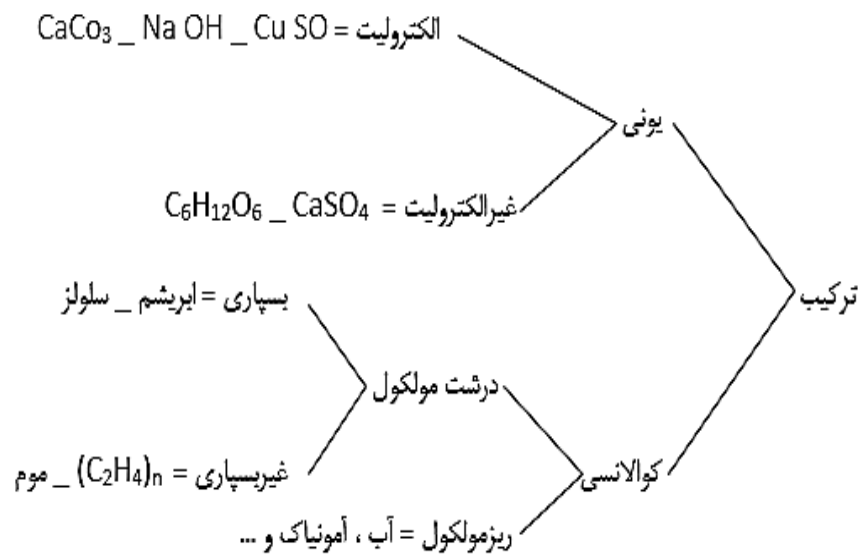 الکترولیت = CaCo₃ _ Na OH _ Cu SO
یونی
غیرالکترولیت = C₆H₁₂O₆ _ CaSO₄
ترکیب
بسپاری = ابریشم _ سلولز
درشت مولکول
کوالانسی
غیربسپاری = (C₂H₄)n _ موم
ریزمولکول = آب ، آمونیاک و ...